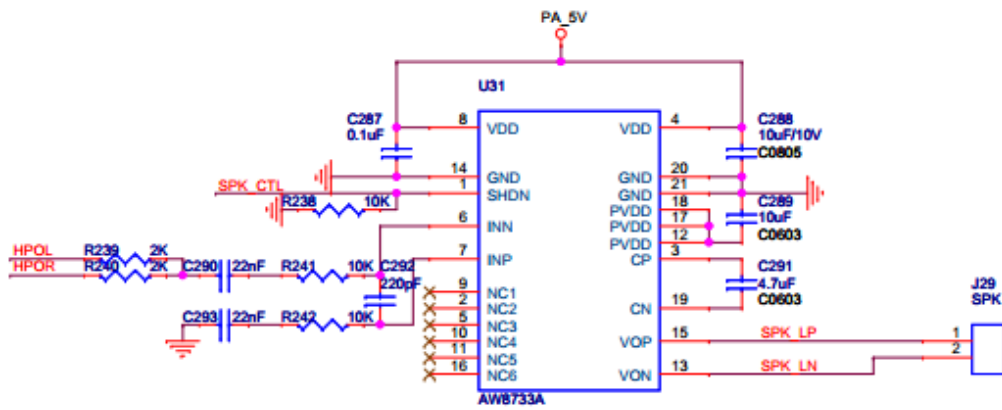 PA_5V
U31
C287
0.1uF
8
VDD
VDD
4
C288
10uF/10V
C0805
14
GND
GND
20
SPK_CTL
1
SHDN
GND
21
R238
10K
PVDD
18
C289
10uF
C0603
6
INN
PVDD
17
PVDD
12
HPOL
R239
2K
7
INP
CP
3
HPOR
R240
2K
C290
22nF
R241
10K
C292
220pF
C291
4.7uF
C0603
9
NC1
2
NC2
CN
19
C293
22nF
R242
10K
5
NC3
10
NC4
VOP
15
SPK_LP
11
NC5
16
NC6
VON
13
SPK_LN
J29
SPK
1
2
AW8733A